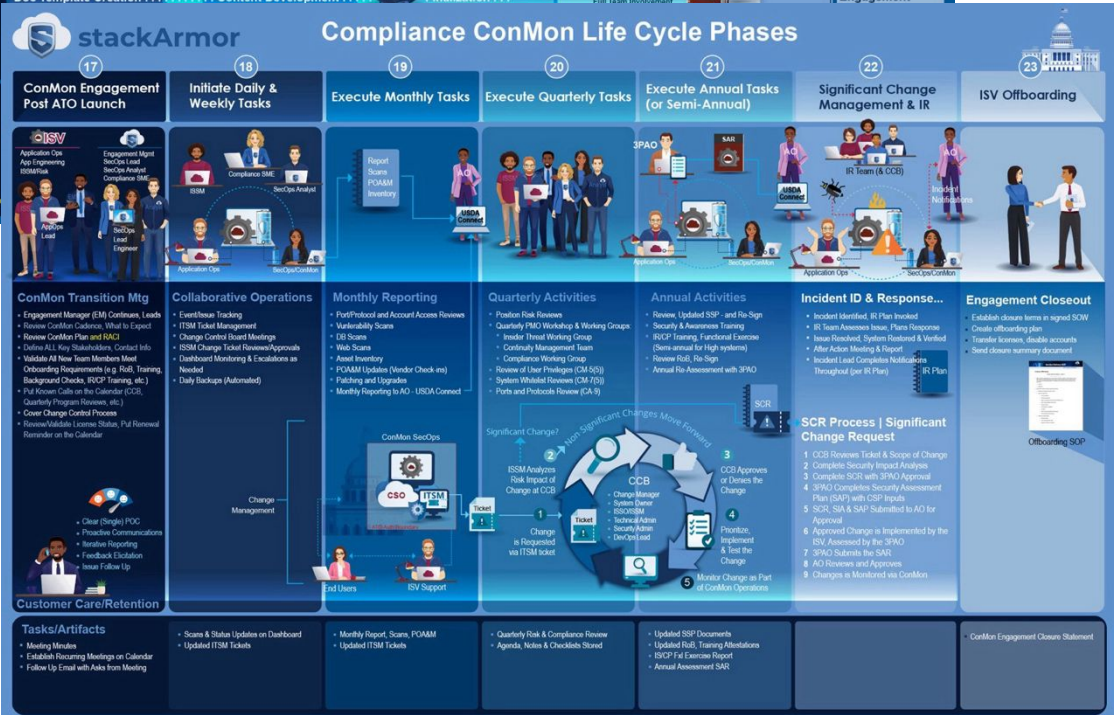 stackArmor
Compliance ConMon Life Cycle Phases
17
ConMon Engagement
Post ATO Launch
18
Initiate Daily &
Weekly Tasks
19
Execute Monthly Tasks
20
Execute Quarterly Tasks
21
Execute Annual Tasks
(or Semi-Annual)
22
Significant Change
Management & IR
23
ISV Offboarding
ISV
Application Ops
App Engineering
ISSM/Risk
Engagement Mgmt
SecOps Lead
SecOps Analyst
Compliance SME
AppOps
Lead
SecOps
Lead
Engineer
ISSM
Compliance SME
SecOps Analyst
Application Ops
SecOps/ConMon
Report
Scans
POA&M
Inventory
AO
USDA
Connect
3PAO
SAR
AO
USDA
Connect
Application Ops
SecOps/ConMon
IR Team (& CCB)
AO
Incident
Notifications
Application Ops
SecOps/ConMon
ConMon Transition Mtg
Engagement Manager (EM) Continues, Leads
Review ConMon Cadence, What to Expect
Review ConMon Plan and RACI
Define ALL Key Stakeholders, Contact Info
Validate All New Team Members Meet
Onboarding Requirements (e.g. RoB, Training,
Background Checks, IR/CP Training, etc.)
Put Known Calls on the Calendar (CCB,
Quarterly Program Reviews, etc.)
Cover Change Control Process
Review/Validate License Status, Put Renewal
Reminder on the Calendar
Clear (Single) POC
Proactive Communications
Iterative Reporting
Feedback Elicitation
Issue Follow Up
Customer Care/Retention
Collaborative Operations
Event/Issue Tracking
ITSM Ticket Management
Change Control Board Meetings
ISSM Change Ticket Reviews/Approvals
Dashboard Monitoring & Escalations as
Needed
Daily Backups (Automated)
Change
Management
Monthly Reporting
Port/Protocol and Account Access Reviews
Vunlerability Scans
DB Scans
Web Scans
Asset Inventory
POA&M Updates (Vendor Check-ins)
Patching and Upgrades
Monthly Reporting to AO - USDA Connect
ConMon SecOps
CSO
ITSM
End Users
ISV Support
Ticket
Quarterly Activities
Position Risk Reviews
Quarterly PMO Workshop & Working Groups:
Insider Threat Working Group
Continuity Management Team
Compliance Working Group
Review of User Privileges (CM-5(5))
System Whitelist Reviews (CM-7(5))
Ports and Protocols Review (CA-9)
Significant Change?
Non-Significant Changes Move Forward
2
ISSM Analyzes
Risk Impact of
Change at CCB
1
Change
is Requested
via ITSM ticket
Ticket
CCB
Change Manager
System Owner
ISSO/ISSM
Technical Admin
Security Admin
DevOps Lead
Annual Activities
Review, Updated SSP - and Re-Sign
Security & Awareness Training
IR/CP Training, Functional Exercise
(Semi-annual for High systems)
Review RoB, Re-Sign
Annual Re-Assessment with 3PAO
SCR
3
CCB Approves
or Denies the
Change
4
Prioritize,
Implement
& Test the
Change
5 Monitor Change as Part
of ConMon Operations
Incident ID & Response...
Incident Identified, IR Plan Invoked
IR Team Assesses Issue, Plans Response
Issue Resolved, System Restored & Verified
After Action Meeting & Report
Incident Lead Completes Notifications
Throughout (per IR Plan)
IR Plan
SCR Process | Significant
Change Request
1 CCB Reviews Ticket & Scope of Change
2 Complete Security Impact Analysis
3 Complete SCR with 3PAO Approval
4 3PAO Completes Security Assessment
Plan (SAP) with CSP Inputs
5 SCR, SIA & SAP Submitted to AO for
Approval
6 Approved Change is Implemented by the
ISV, Assessed by the 3PAO
7 3PAO Submits the SAR
8 AO Reviews and Approves
9 Changes is Monitored via ConMon
Engagement Closeout
Establish closure terms in signed SOW
Create offboarding plan
Transfer licenses, disable accounts
Send closure summary document
Offboarding SOP
Tasks/Artifacts
Meeting Minutes
Establish Recurring Meetings on Calendar
Follow Up Email with Asks from Meeting
Scans & Status Updates on Dashboard
Updated ITSM Tickets
Monthly Report, Scans, POA&M
Updated ITSM Tickets
Quarterly Risk & Compliance Review
Agenda, Notes & Checklists Stored
Updated SSP Documents
Updated RoB, Training Attestations
IS/CP Fxl Exercise Report
Annual Assessment SAR
ConMon Engagement Closure Statement